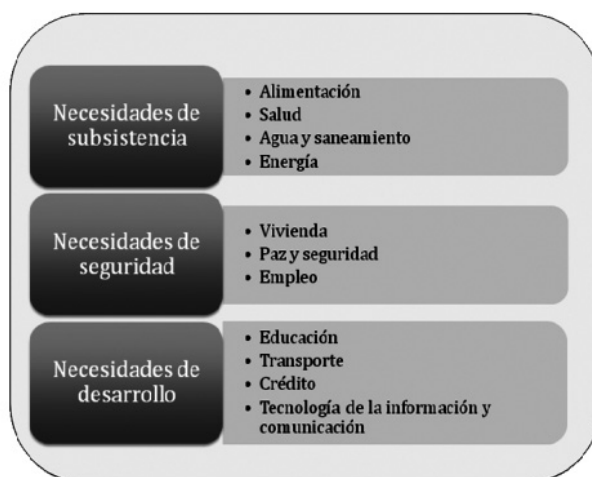 Necesidades de
subsistencia
• Alimentación
• Salud
• Agua y saneamiento
• Energía
Necesidades de
seguridad
• Vivienda
• Paz y seguridad
• Empleo
Necesidades de
desarrollo
• Educación
• Transporte
• Crédito
• Tecnología de la información y
comunicación